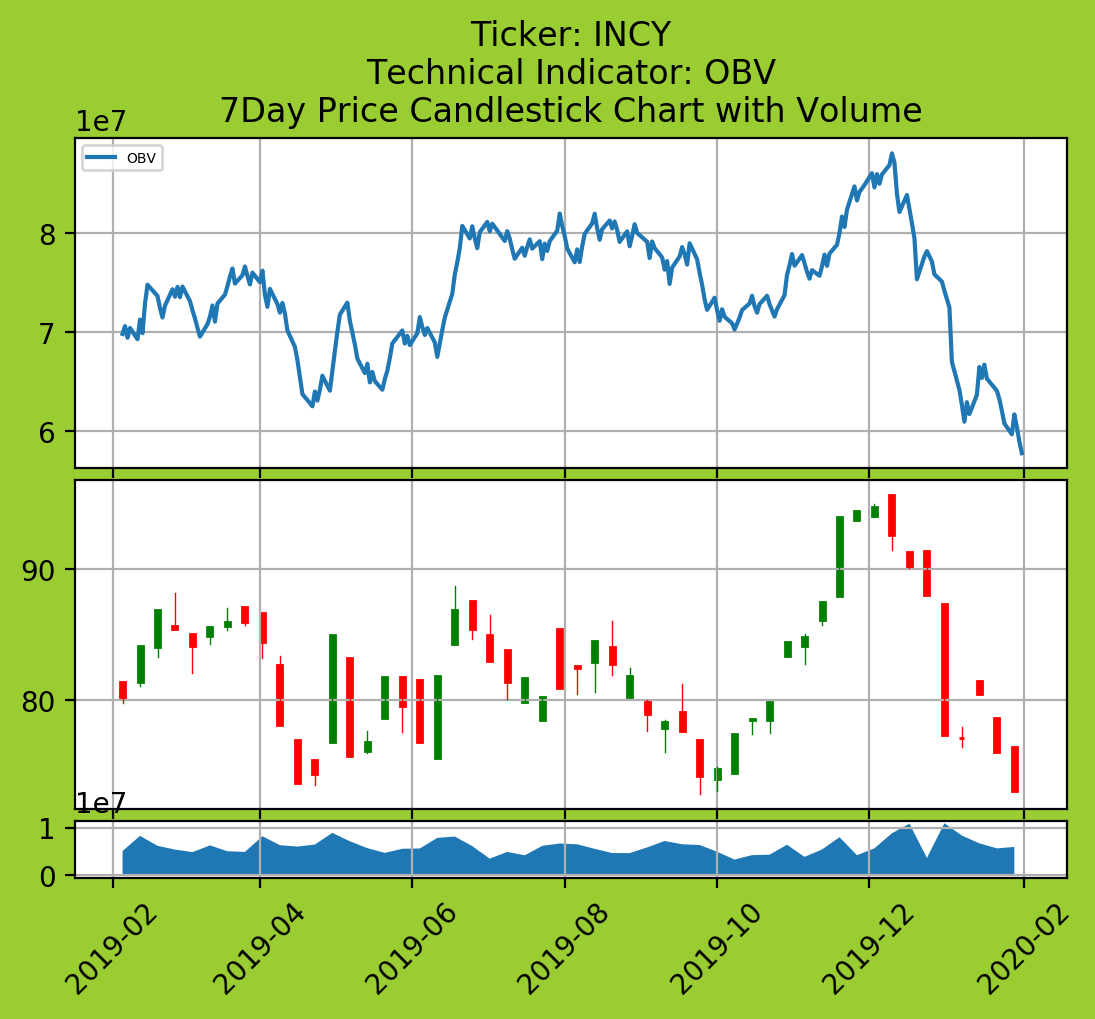 Ticker: INCY
Technical Indicator: OBV
7Day Price Candlestick Chart with Volume
1e7
OBV
8
7
6
90
80
1e7
1
0
2019-02
2019-04
2019-06
2019-08
2019-10
2019-12
2020-02